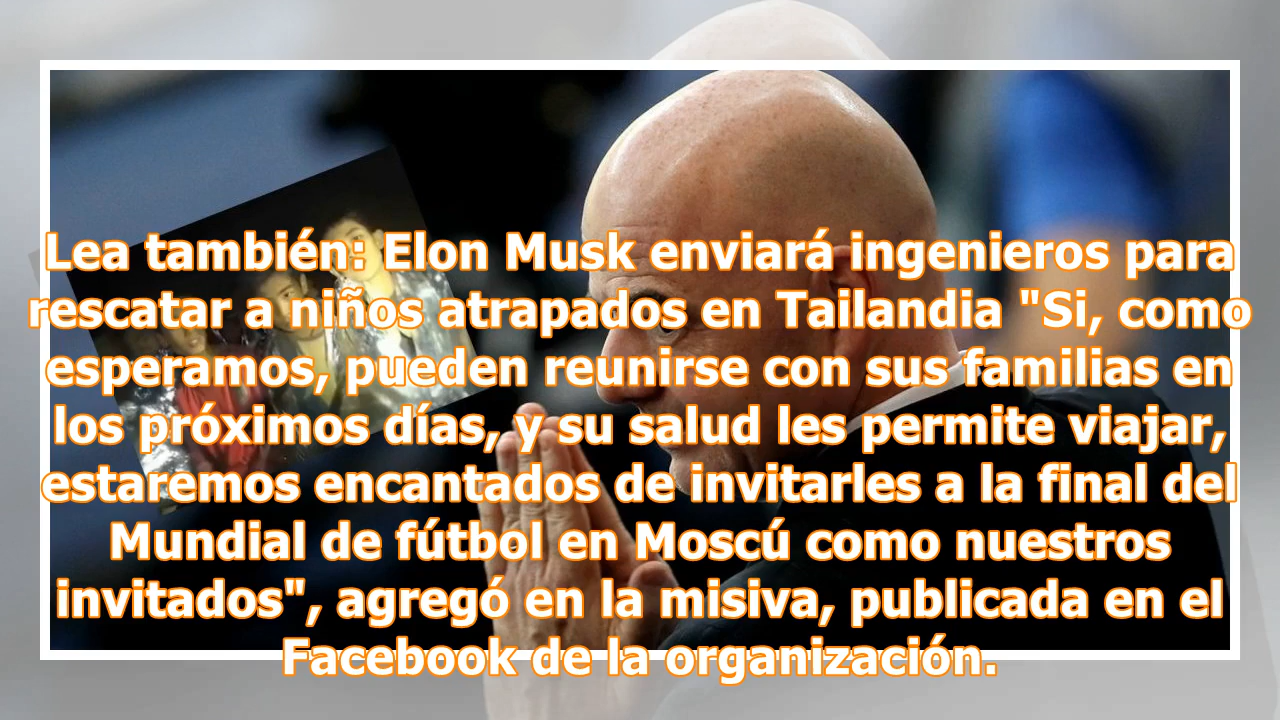 Lea también: Elon Musk enviará ingenieros para
rescatar a niños atrapados en Tailandia "Si, como
esperamos, pueden reunirse con sus familias en
los próximos días, y su salud les permite viajar,
estaremos encantados de invitarles a la final del
Mundial de fútbol en Moscú como nuestros
invitados", agregó en la misiva, publicada en el
Facebook de la organización.